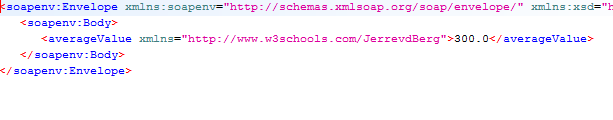 <soapenv:Envelope xmlns:soapenv="http://schemas.xmlsoap.org/soap/envelope/" xmlns:xsd="h
<soapenv:Body>
<averageValue xmlns="http://www.w3schools.com/JerrevdBerg">300.0</averageValue>
</soapenv:Body>
</soapenv:Envelope>